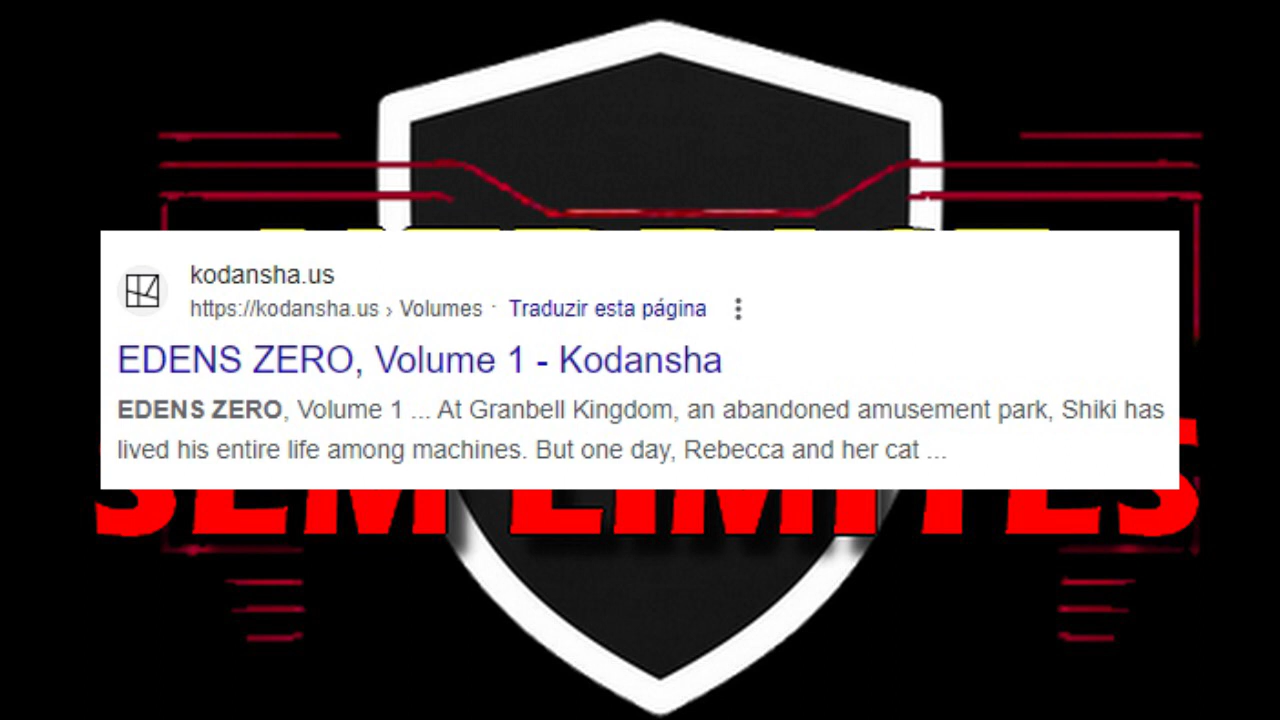 kodansha.us
https://kodansha.us › Volumes · Traduzir esta página
EDENS ZERO, Volume 1 - Kodansha
EDENS ZERO, Volume 1 ... At Granbell Kingdom, an abandoned amusement park, Shiki has
lived his entire life among machines. But one day, Rebecca and her cat ...
SEM LIMITES